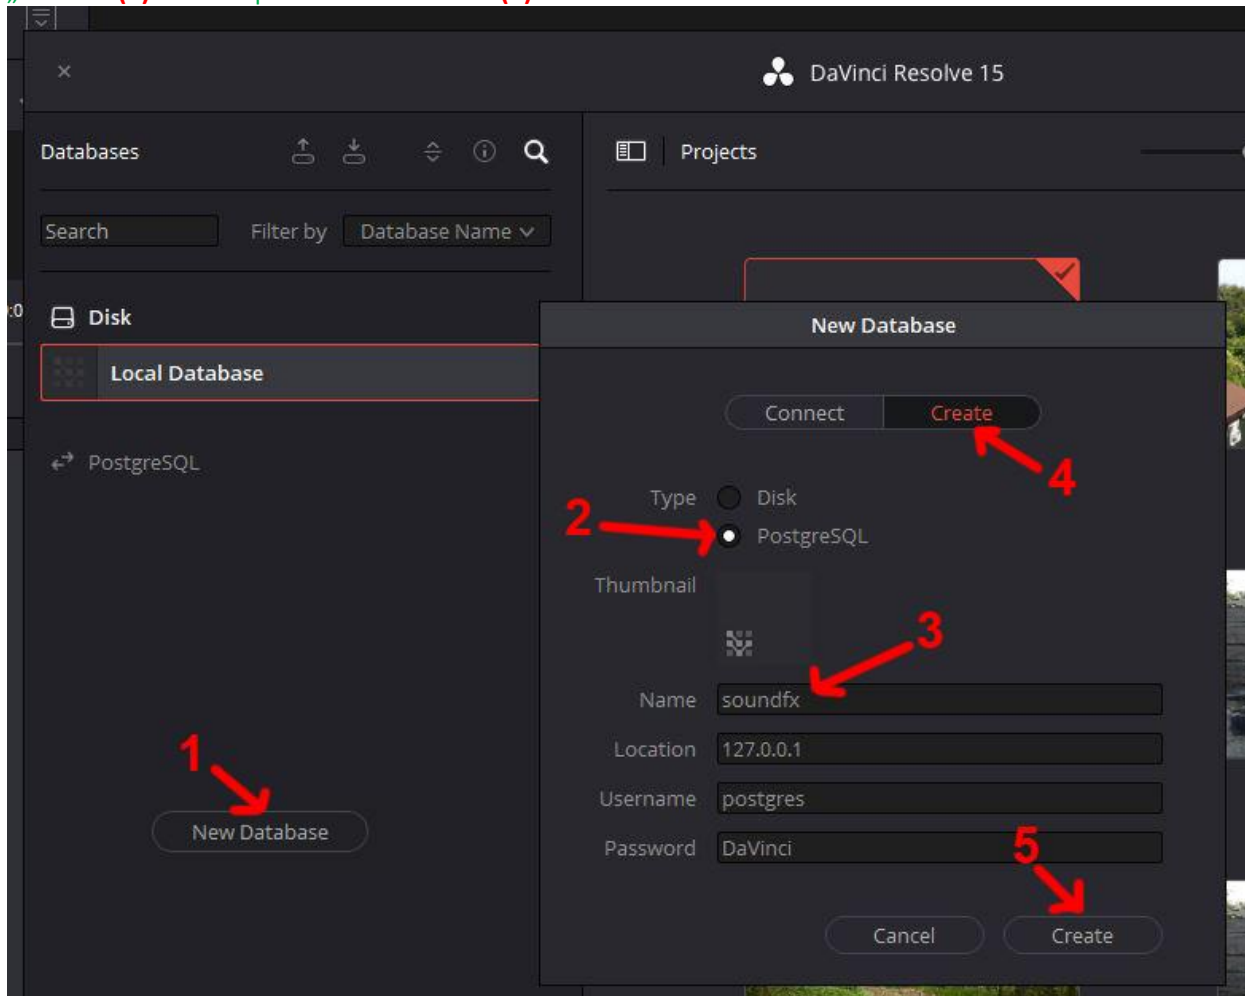 DaVinci Resolve 15
Databases
Projects
Search
Filter by
Database Name
Disk
Local Database
PostgreSQL
New Database
Connect
Create
4
Type
Disk
2
PostgreSQL
Thumbnail
3
Name
soundfx
Location
127.0.0.1
Username
postgres
Password
DaVinci
1
New Database
5
Cancel
Create